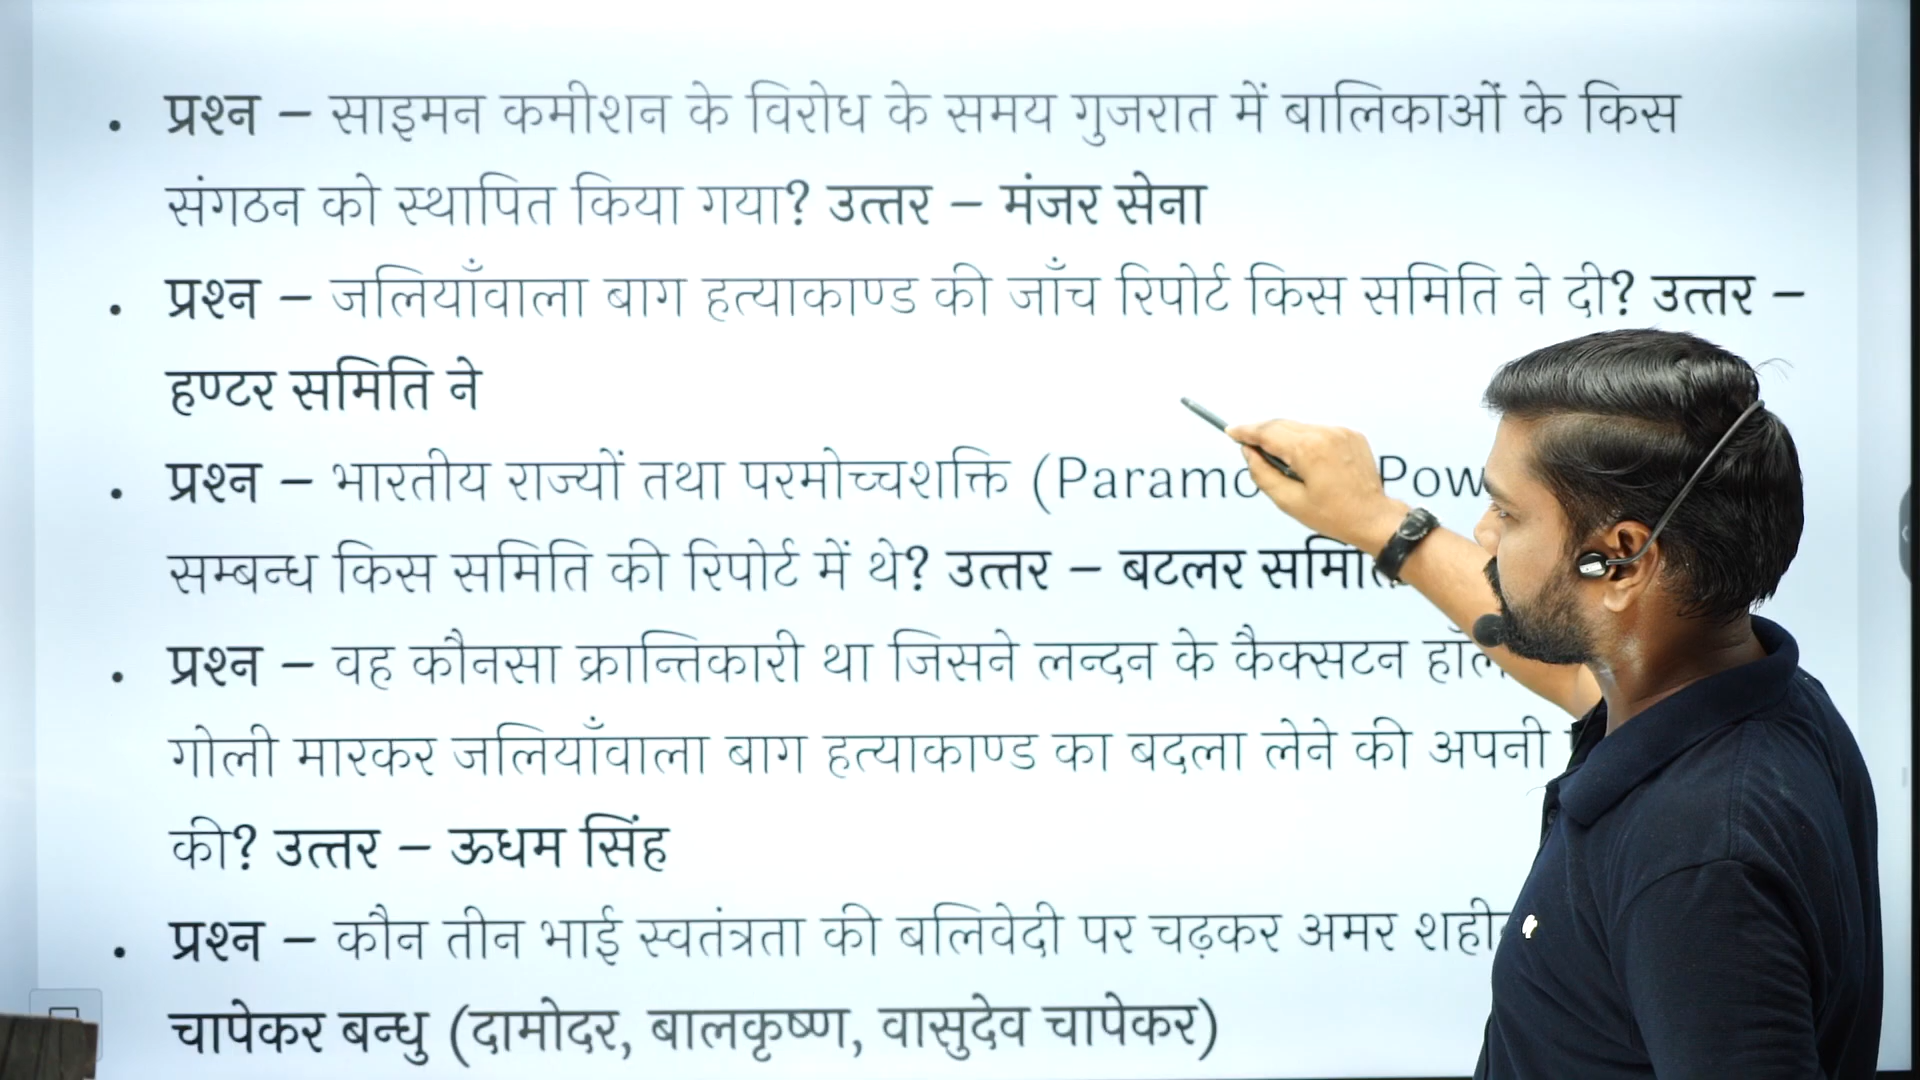 • प्रश्न – साइमन कमीशन के विरोध के समय गुजरात में बालिकाओं के किस
संगठन को स्थापित किया गया? उत्तर – मंजर सेना
• प्रश्न – जलियाँवाला बाग हत्याकाण्ड की जाँच रिपोर्ट किस समिति ने दी? उत्तर –
हण्टर समिति ने
• प्रश्न – भारतीय राज्यों तथा परमोच्चशक्ति (Paramo Pow
सम्बन्ध किस समिति की रिपोर्ट में थे? उत्तर – बटलर समिति
• प्रश्न – वह कौनसा क्रान्तिकारी था जिसने लन्दन के कैक्सटन हॉल
गोली मारकर जलियाँवाला बाग हत्याकाण्ड का बदला लेने की अपनी
की? उत्तर – ऊधम सिंह
• प्रश्न – कौन तीन भाई स्वतंत्रता की बलिवेदी पर चढ़कर अमर शही
चापेकर बन्धु (दामोदर, बालकृष्ण, वासुदेव चापेकर)